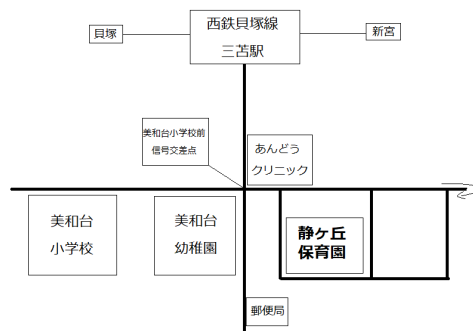 西鉄貝塚線
三苫駅
貝塚
新宮
美和台小学校前
信号交差点
あんどう
クリニック
美和台
小学校
美和台
幼稚園
静ヶ丘
保育園
郵便局